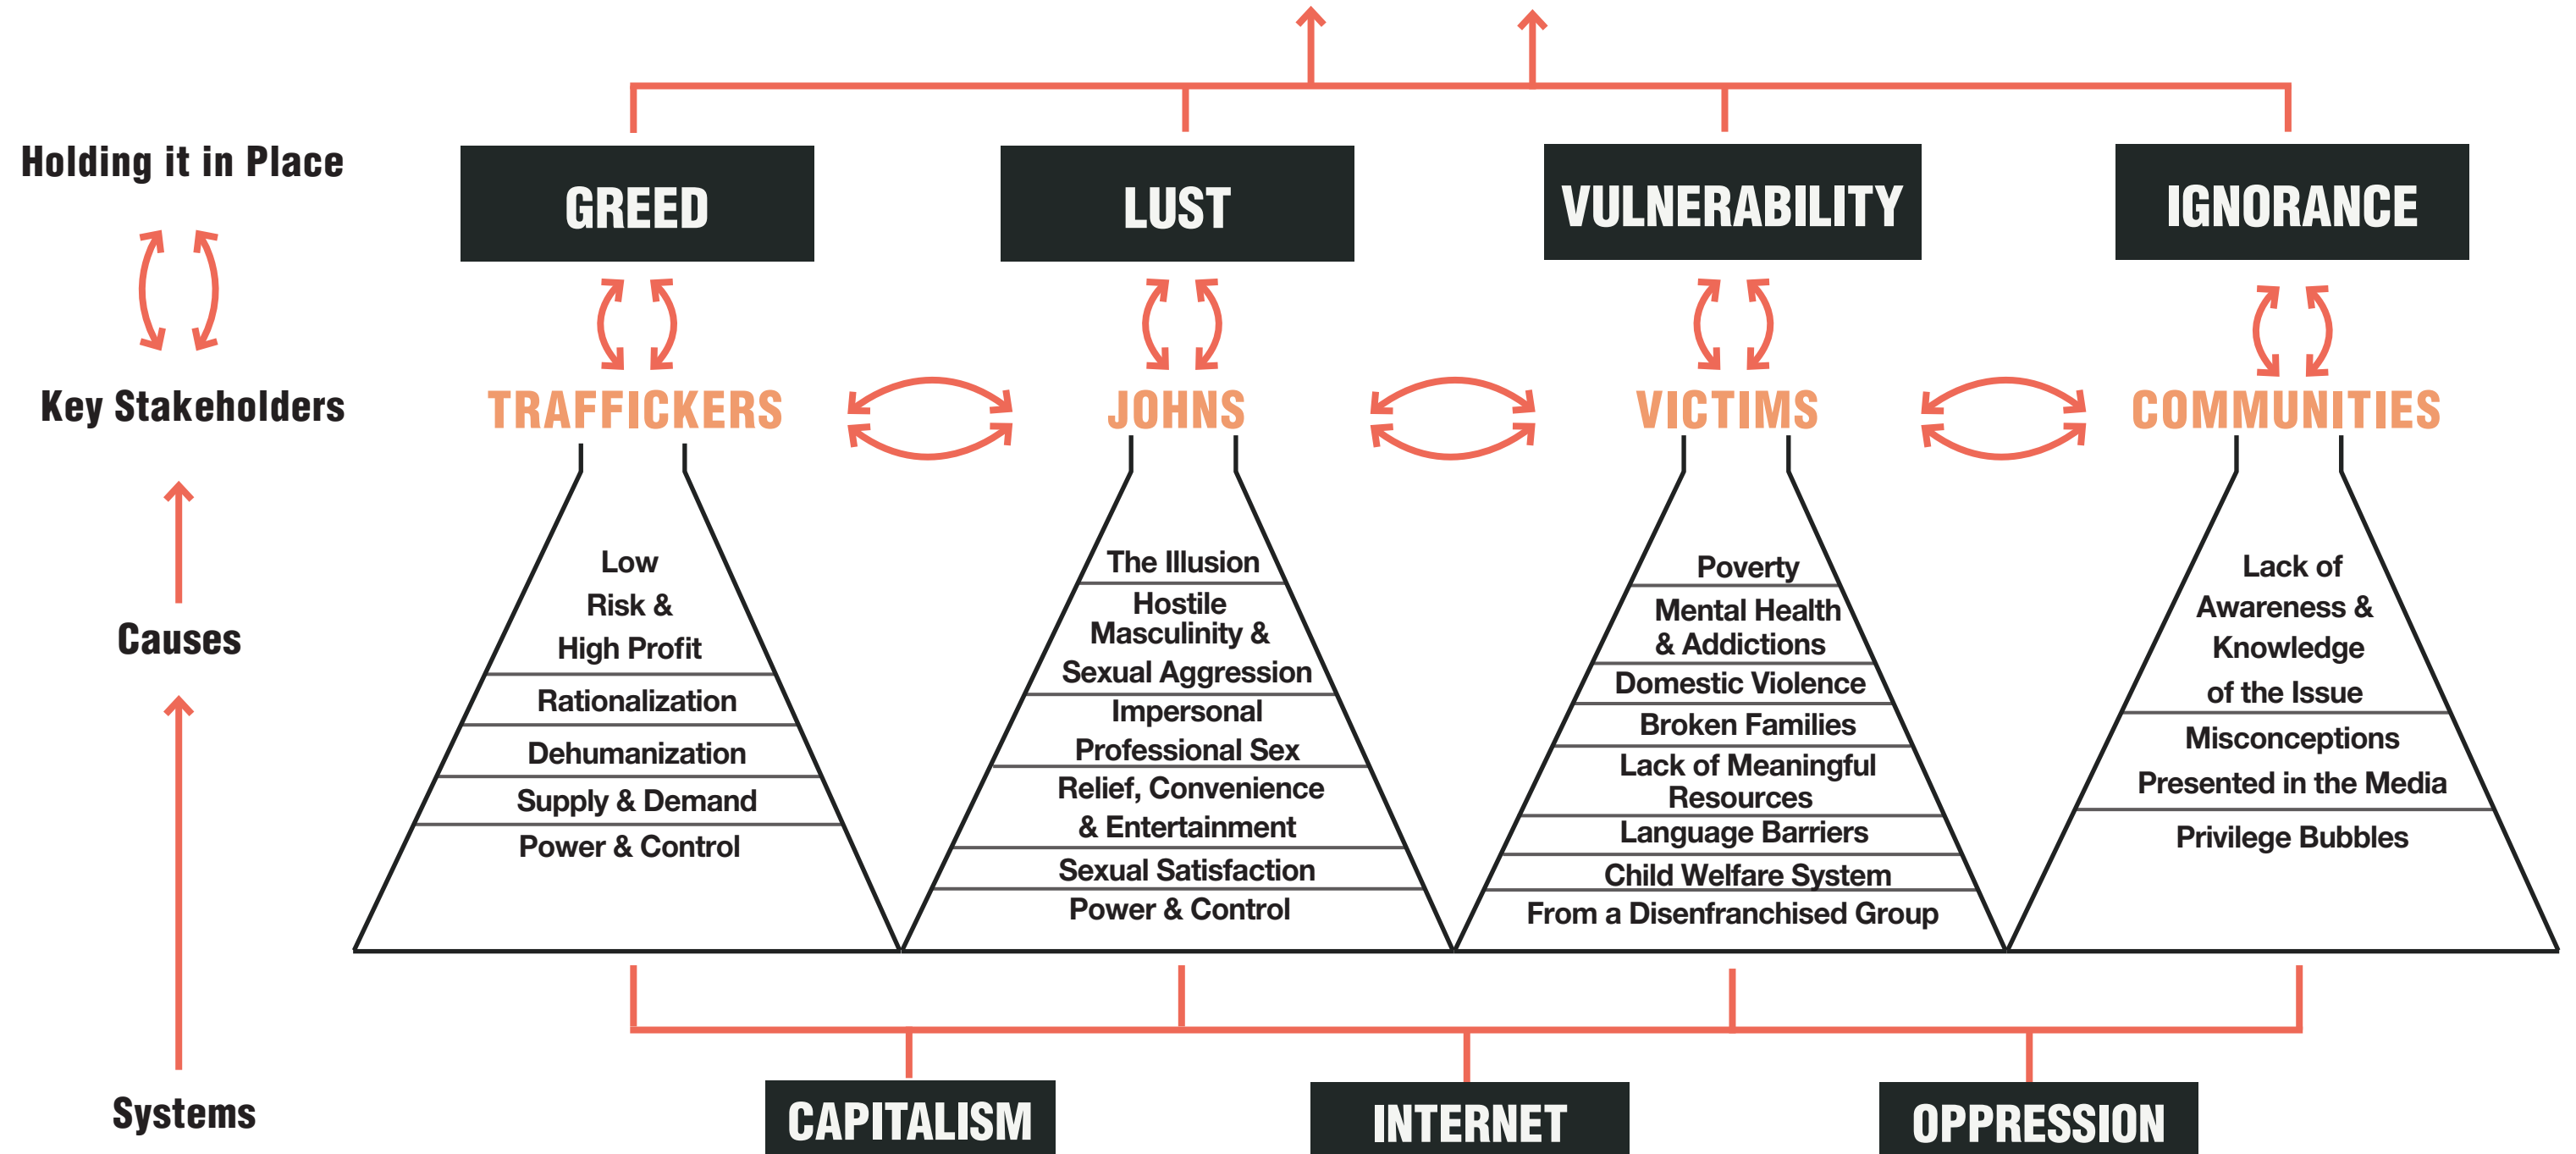 Holding it in Place
GREED
LUST
VULNERABILITY
IGNORANCE
Key Stakeholders
TRAFFICKERS
JOHNS
VICTIMS
COMMUNITIES
Causes
Low
Risk &
High Profit
Rationalization
Dehumanization
Supply & Demand
Power & Control
The Illusion
Hostile
Masculinity &
Sexual Aggression
Impersonal
Professional Sex
Relief, Convenience
& Entertainment
Sexual Satisfaction
Power & Control
Poverty
Mental Health
& Addictions
Domestic Violence
Broken Families
Lack of Meaningful
Resources
Language Barriers
Child Welfare System
From a Disenfranchised Group
Lack of
Awareness &
Knowledge
of the Issue
Misconceptions
Presented in the Media
Privilege Bubbles
Systems
CAPITALISM
INTERNET
OPPRESSION